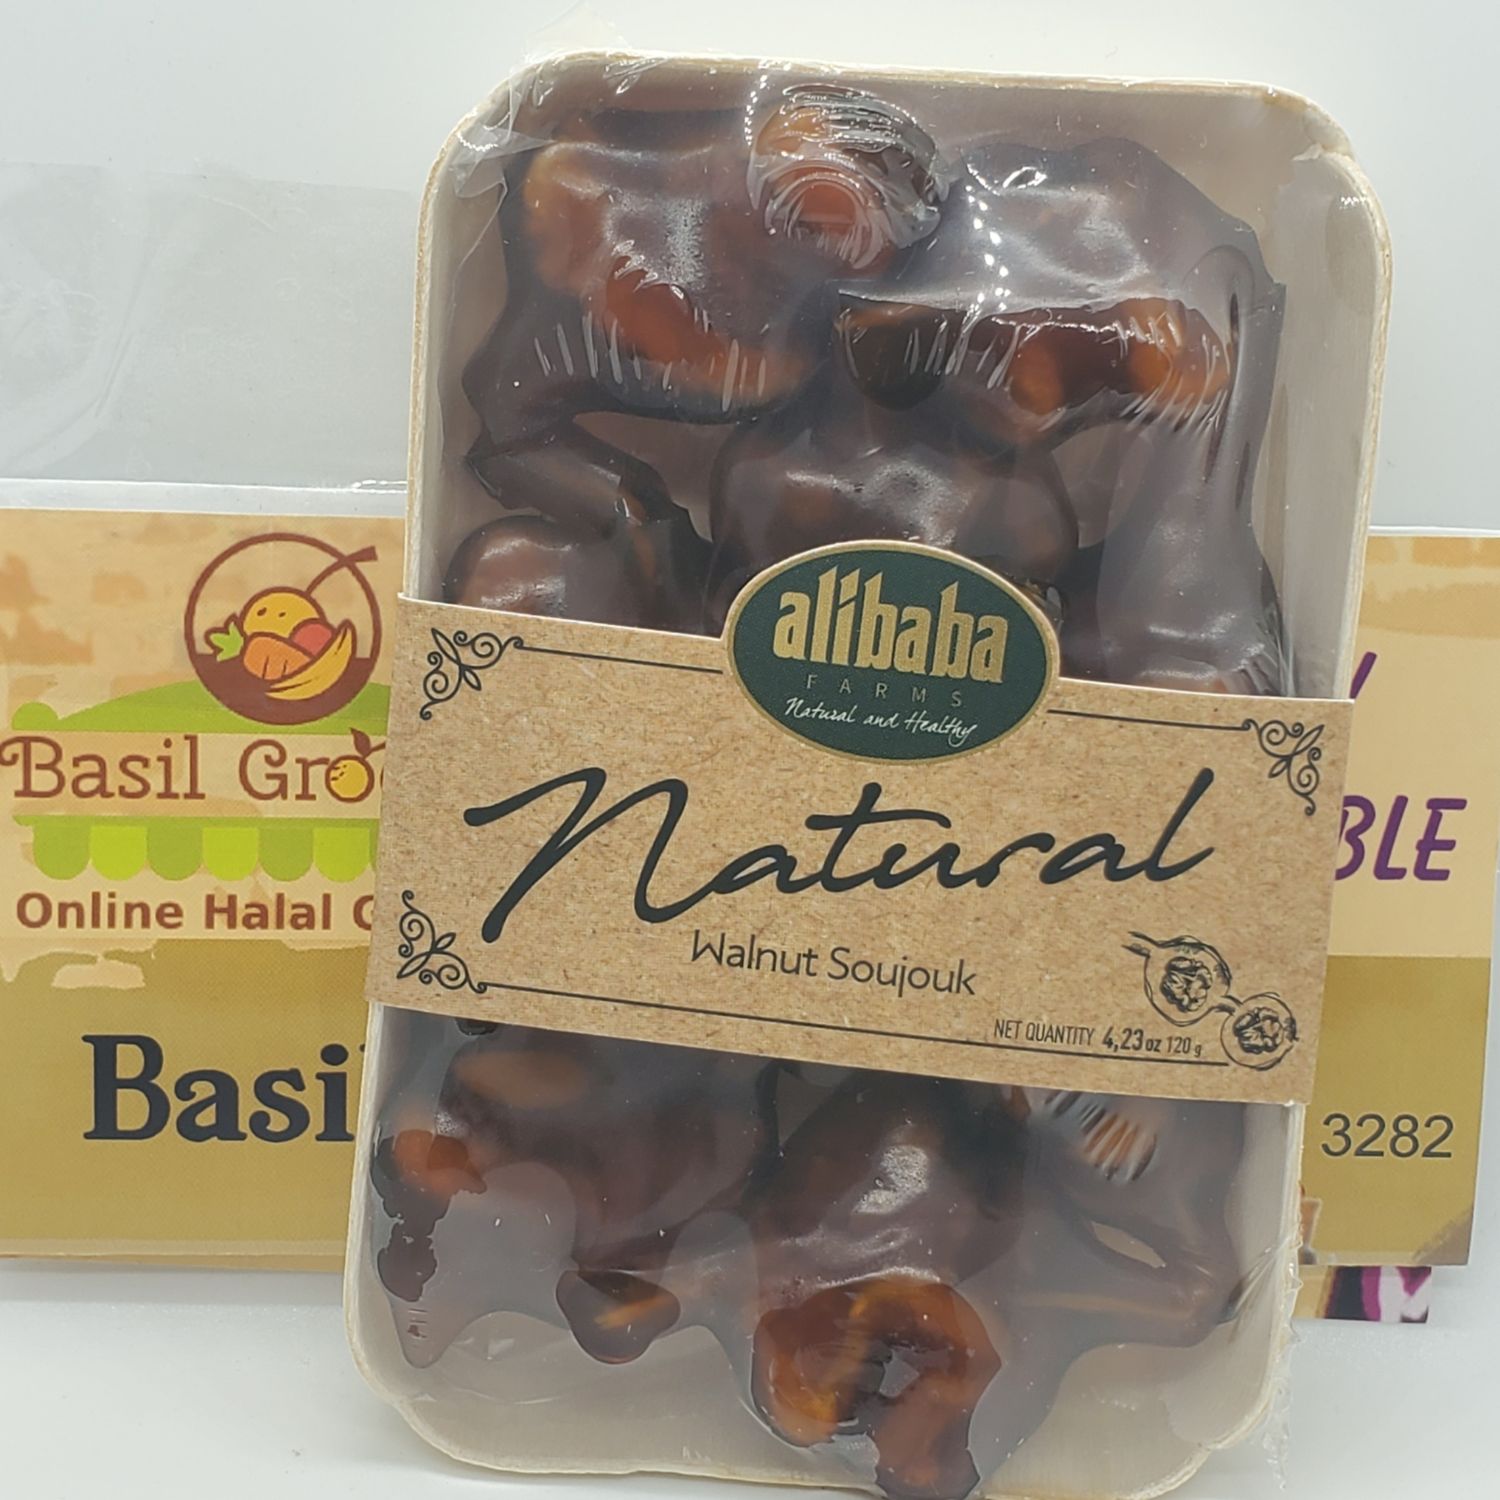 alibaba
FARMS
Natural and Healthy
Natural
Walnut Soujouk
NET QUANTITY 4,23 oz 120 g
Basil Gro
Online Halal
Basi
BLE
3282